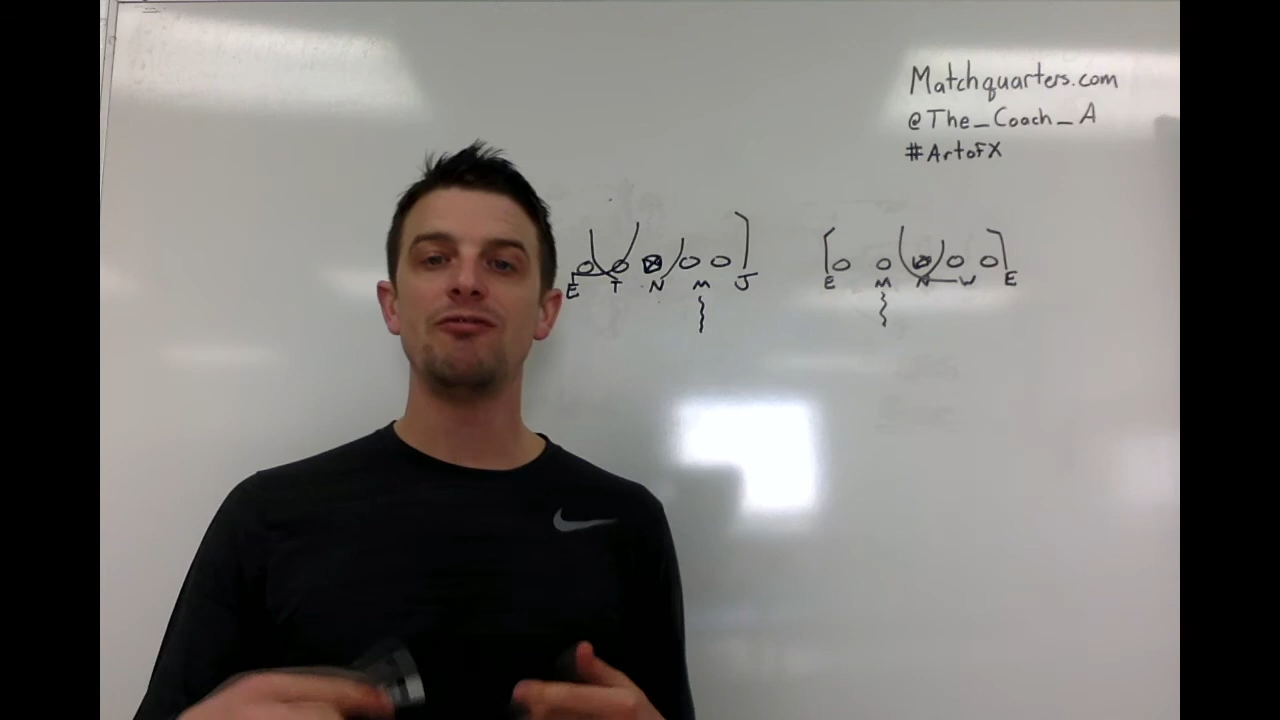 Matchquarters.com
@The_Coach_A
#ArtofX
E T N M J
E M N W E